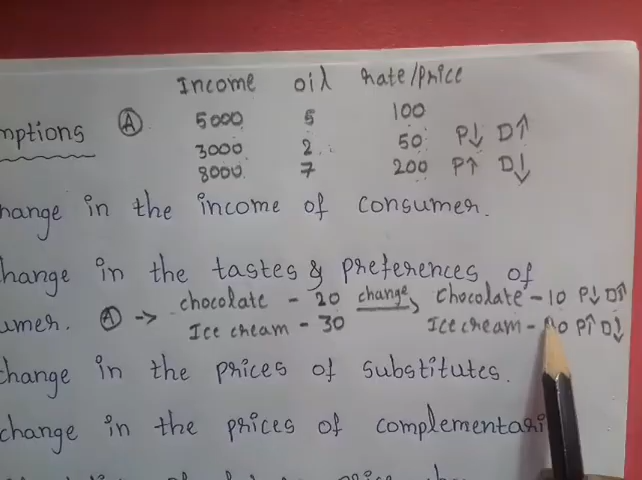 Income oil rate/price
mptions Ⓐ 5000 5 100
3000 2 50 P↓ D↑
8000 7 200 P↑ D↓
hange in the income of consumer.
hange in the tastes & preferences of
umer. Ⓐ → chocolate - 20 change Chocolate - 10 P↓ D↑
Ice cream - 30 Ice cream - P↑ D↓
change in the prices of substitutes.
change in the prices of complementari